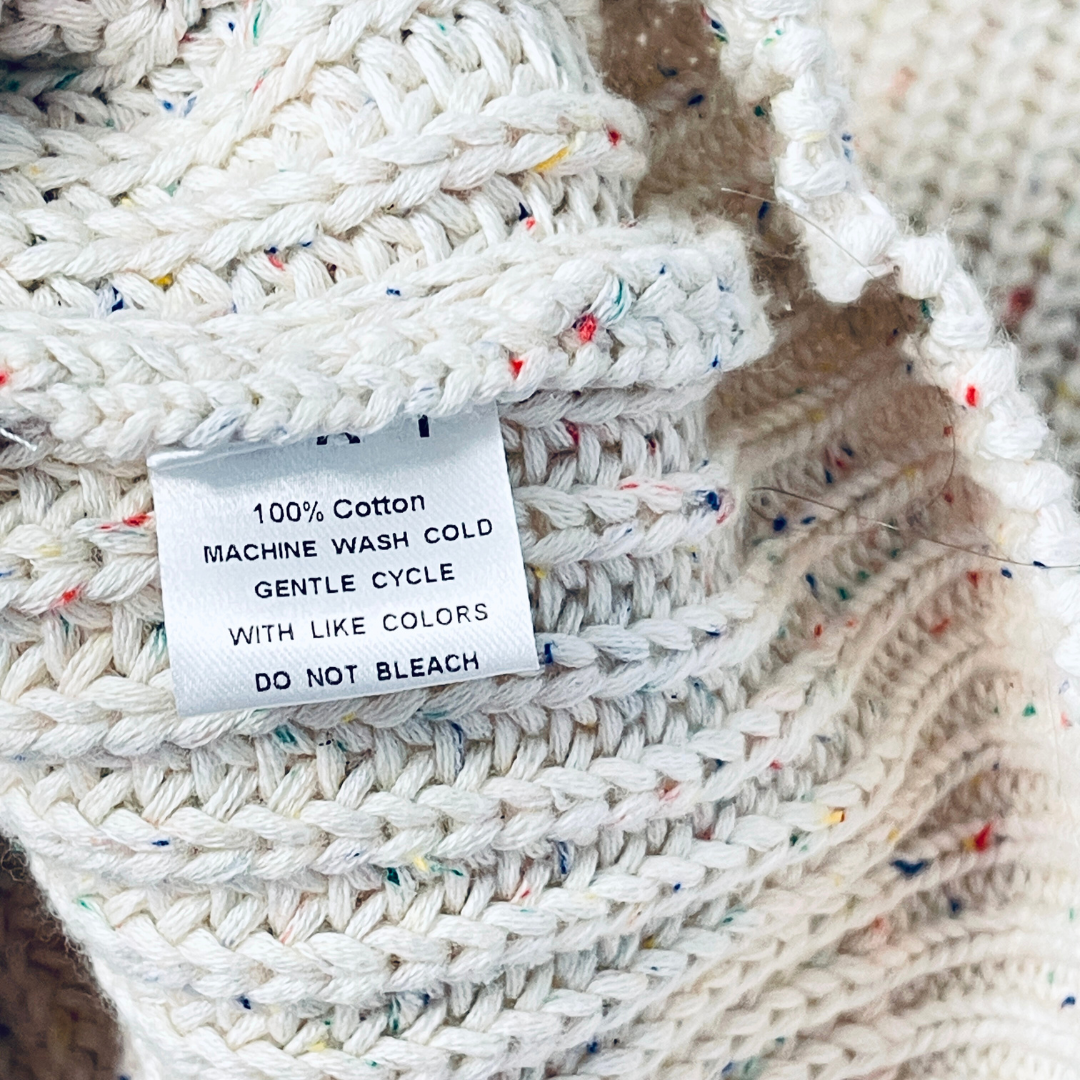 100% Cotton
MACHINE WASH COLD
GENTLE CYCLE
WITH LIKE COLORS
DO NOT BLEACH